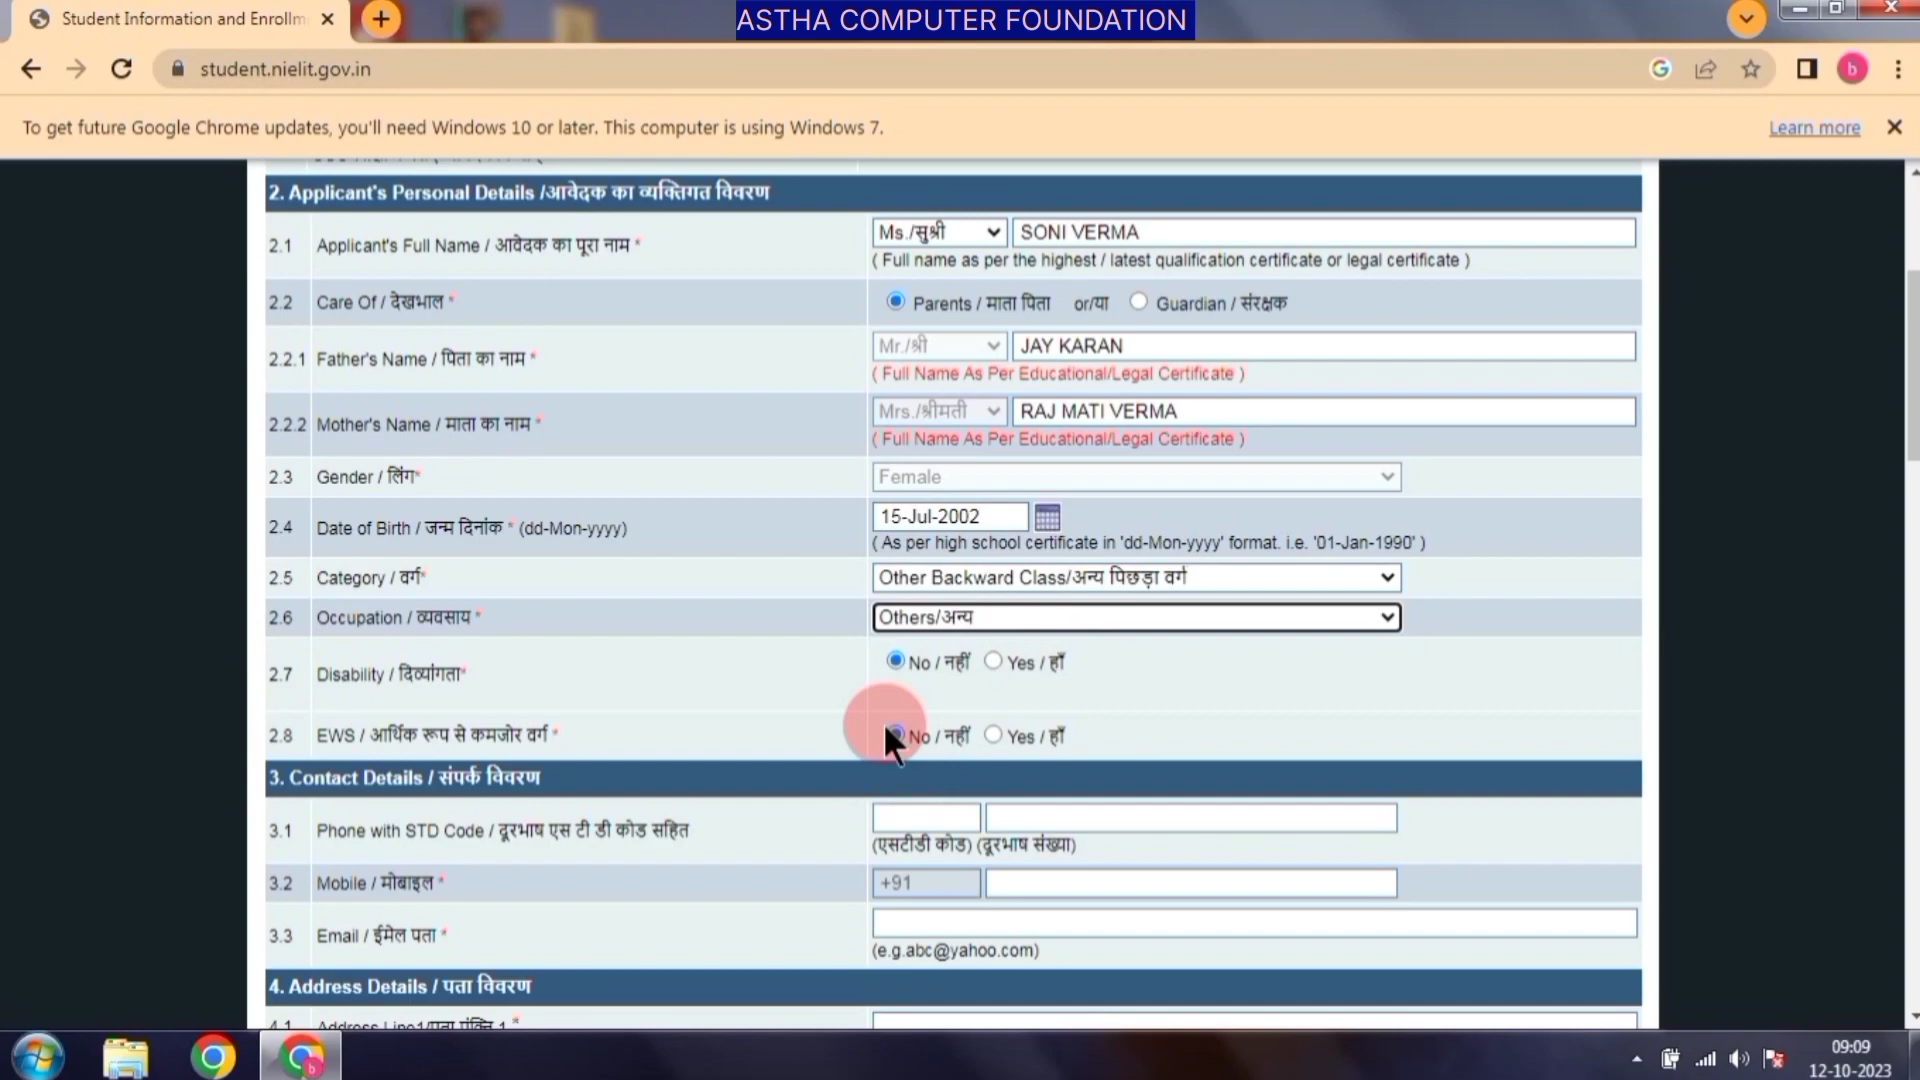 Student Information and Enrollm
ASTHA COMPUTER FOUNDATION
student.nielit.gov.in
b
To get future Google Chrome updates, you'll need Windows 10 or later. This computer is using Windows 7.
Learn more
2. Applicant's Personal Details /आवेदक का व्यक्तिगत विवरण
2.1 Applicant's Full Name / आवेदक का पूरा नाम * Ms./सुश्री SONI VERMA
( Full name as per the highest / latest qualification certificate or legal certificate )
2.2 Care Of / देखभाल * Parents / माता पिता or/या Guardian / संरक्षक
2.2.1 Father's Name / पिता का नाम * Mr./श्री JAY KARAN
( Full Name As Per Educational/Legal Certificate )
2.2.2 Mother's Name / माता का नाम * Mrs./श्रीमती RAJ MATI VERMA
( Full Name As Per Educational/Legal Certificate )
2.3 Gender / लिंग* Female
2.4 Date of Birth / जन्म दिनांक * (dd-Mon-yyyy) 15-Jul-2002
( As per high school certificate in 'dd-Mon-yyyy' format. i.e. '01-Jan-1990' )
2.5 Category / वर्ग* Other Backward Class/अन्य पिछड़ा वर्ग
2.6 Occupation / व्यवसाय * Others/अन्य
2.7 Disability / दिव्यांगता* No / नहीं Yes / हाँ
2.8 EWS / आर्थिक रूप से कमजोर वर्ग * No / नहीं Yes / हाँ
3. Contact Details / संपर्क विवरण
3.1 Phone with STD Code / दूरभाष एस टी डी कोड सहित
(एसटीडी कोड) (दूरभाष संख्या)
3.2 Mobile / मोबाइल * +91
3.3 Email / ईमेल पता *
(e.g.abc@yahoo.com)
4. Address Details / पता विवरण
4.1 Address Line1/पता पंक्ति 1 *
b
09:09
12-10-2023